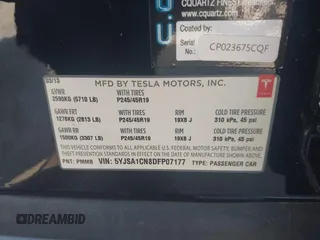 CQUARTZ FINEST
www.CQUARTZ.com
Coated by
CP023675CQF
03/13
MFD BY TESLA MOTORS, INC.
GVWR
2590KG (5710 LB)
WITH TIRES
P245/45R19
GAWR FRT
1276KG (2813 LB)
WITH TIRES
P245/45R19
RIM
19X8 J
COLD TIRE PRESSURE
310 kPa, 45 psi
GAWR RR
1500KG (3307 LB)
WITH TIRES
P245/45R19
RIM
19X8 J
COLD TIRE PRESSURE
310 kPa, 45 psi
THIS VEHICLE CONFORMS TO ALL APPLICABLE U.S. FEDERAL MOTOR VEHICLE
SAFETY, BUMPER, AND THEFT PREVENTION STANDARDS IN EFFECT ON THE DATE OF
MANUFACTURE SHOWN ABOVE.
PNT: PMMB VIN: 5YJSA1CN8DFP07177 TYPE: PASSENGER CAR
DREAMBID